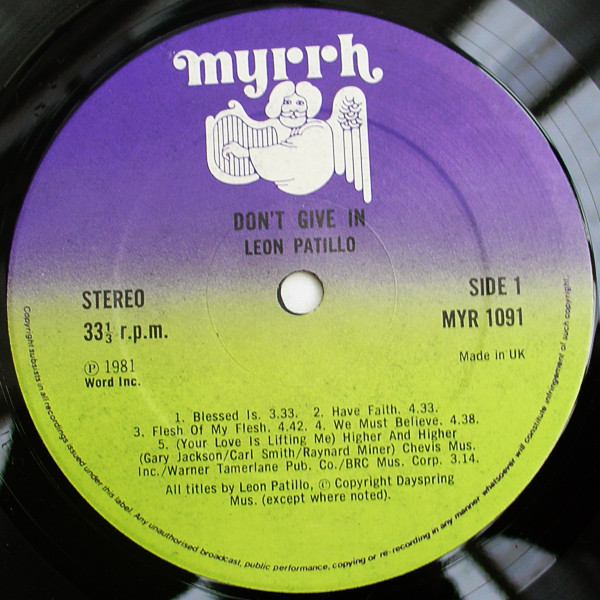 myrrh
DON'T GIVE IN
LEON PATILLO
STEREO
33⅓ r.p.m.
Ⓟ 1981
Word Inc.
SIDE 1
MYR 1091
Made in UK
1. Blessed Is. 3.33. 2. Have Faith. 4.33.
3. Flesh Of My Flesh. 4.42. 4. We Must Believe. 4.38.
5. (Your Love Is Lifting Me) Higher And Higher
(Gary Jackson/Carl Smith/Raynard Miner) Chevis Mus.
Inc./Warner Tamerlane Pub. Co./BRC Mus. Corp. 3.14.
All titles by Leon Patillo, © Copyright Dayspring
Mus. (except where noted).
Copyright subsists in all recordings issued under this label. Any unauthorised broadcast, public performance, copying or re-recording in any manner whatsoever will constitute infringement of such copyright.